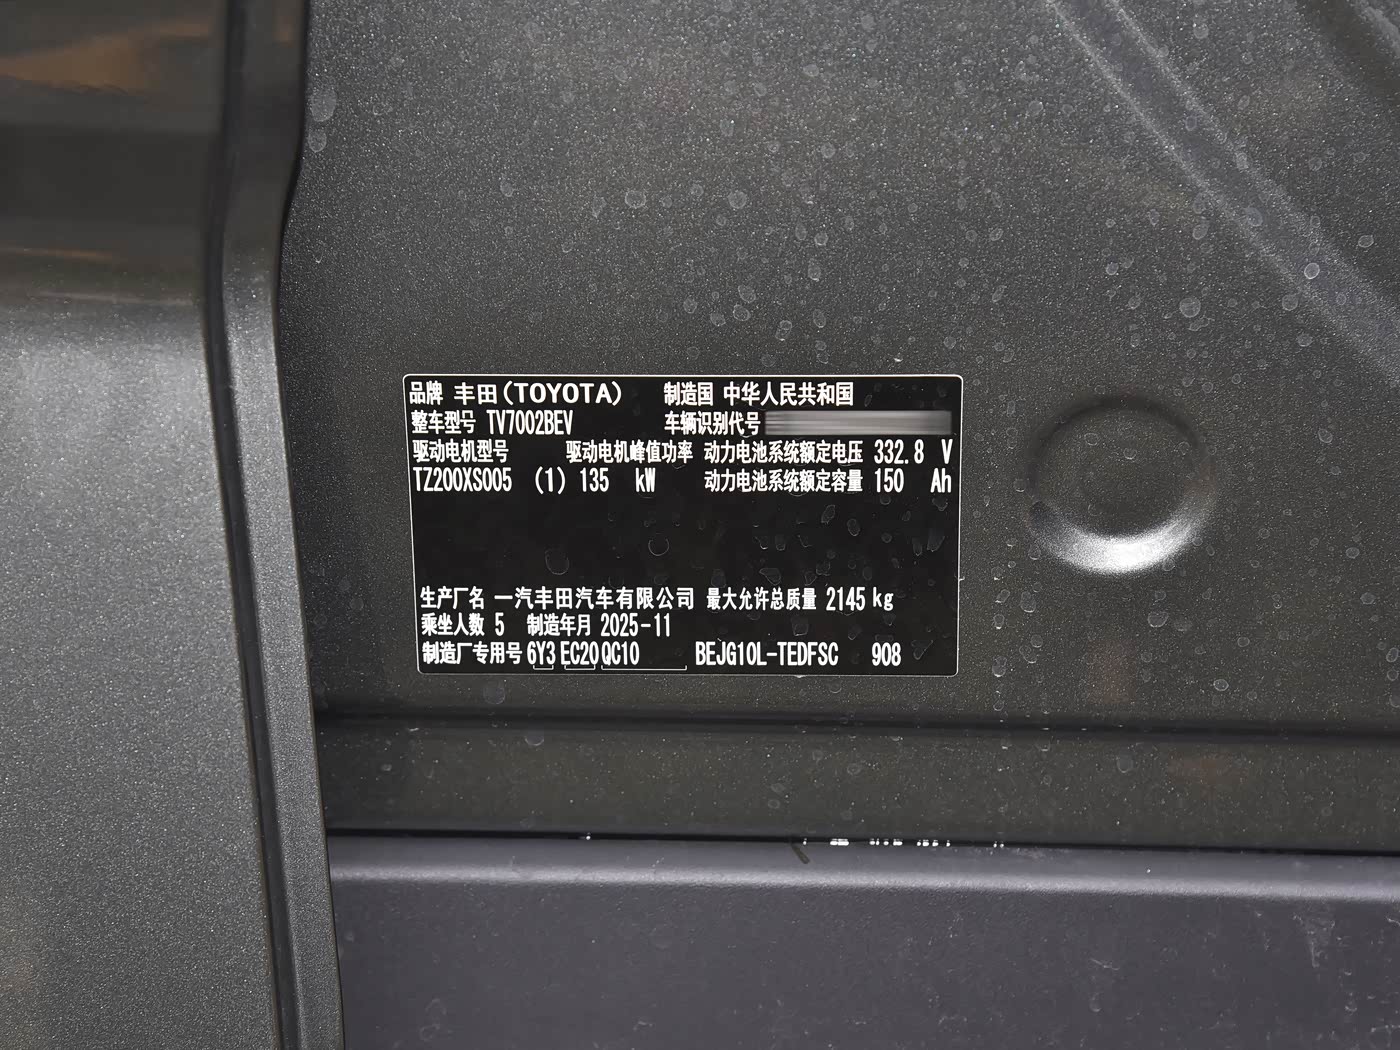 品牌 丰田(TOYOTA) 制造国 中华人民共和国
整车型号 TV7002BEV 车辆识别代号
驱动电机型号 驱动电机峰值功率 动力电池系统额定电压 332.8 V
TZ200XS005 (1) 135 kW 动力电池系统额定容量 150 Ah
生产厂名 一汽丰田汽车有限公司 最大允许总质量 2145 kg
乘坐人数 5 制造年月 2025-11
制造厂专用号 6Y3 EC20 QC10 BEJG10L-TEDFSC 908